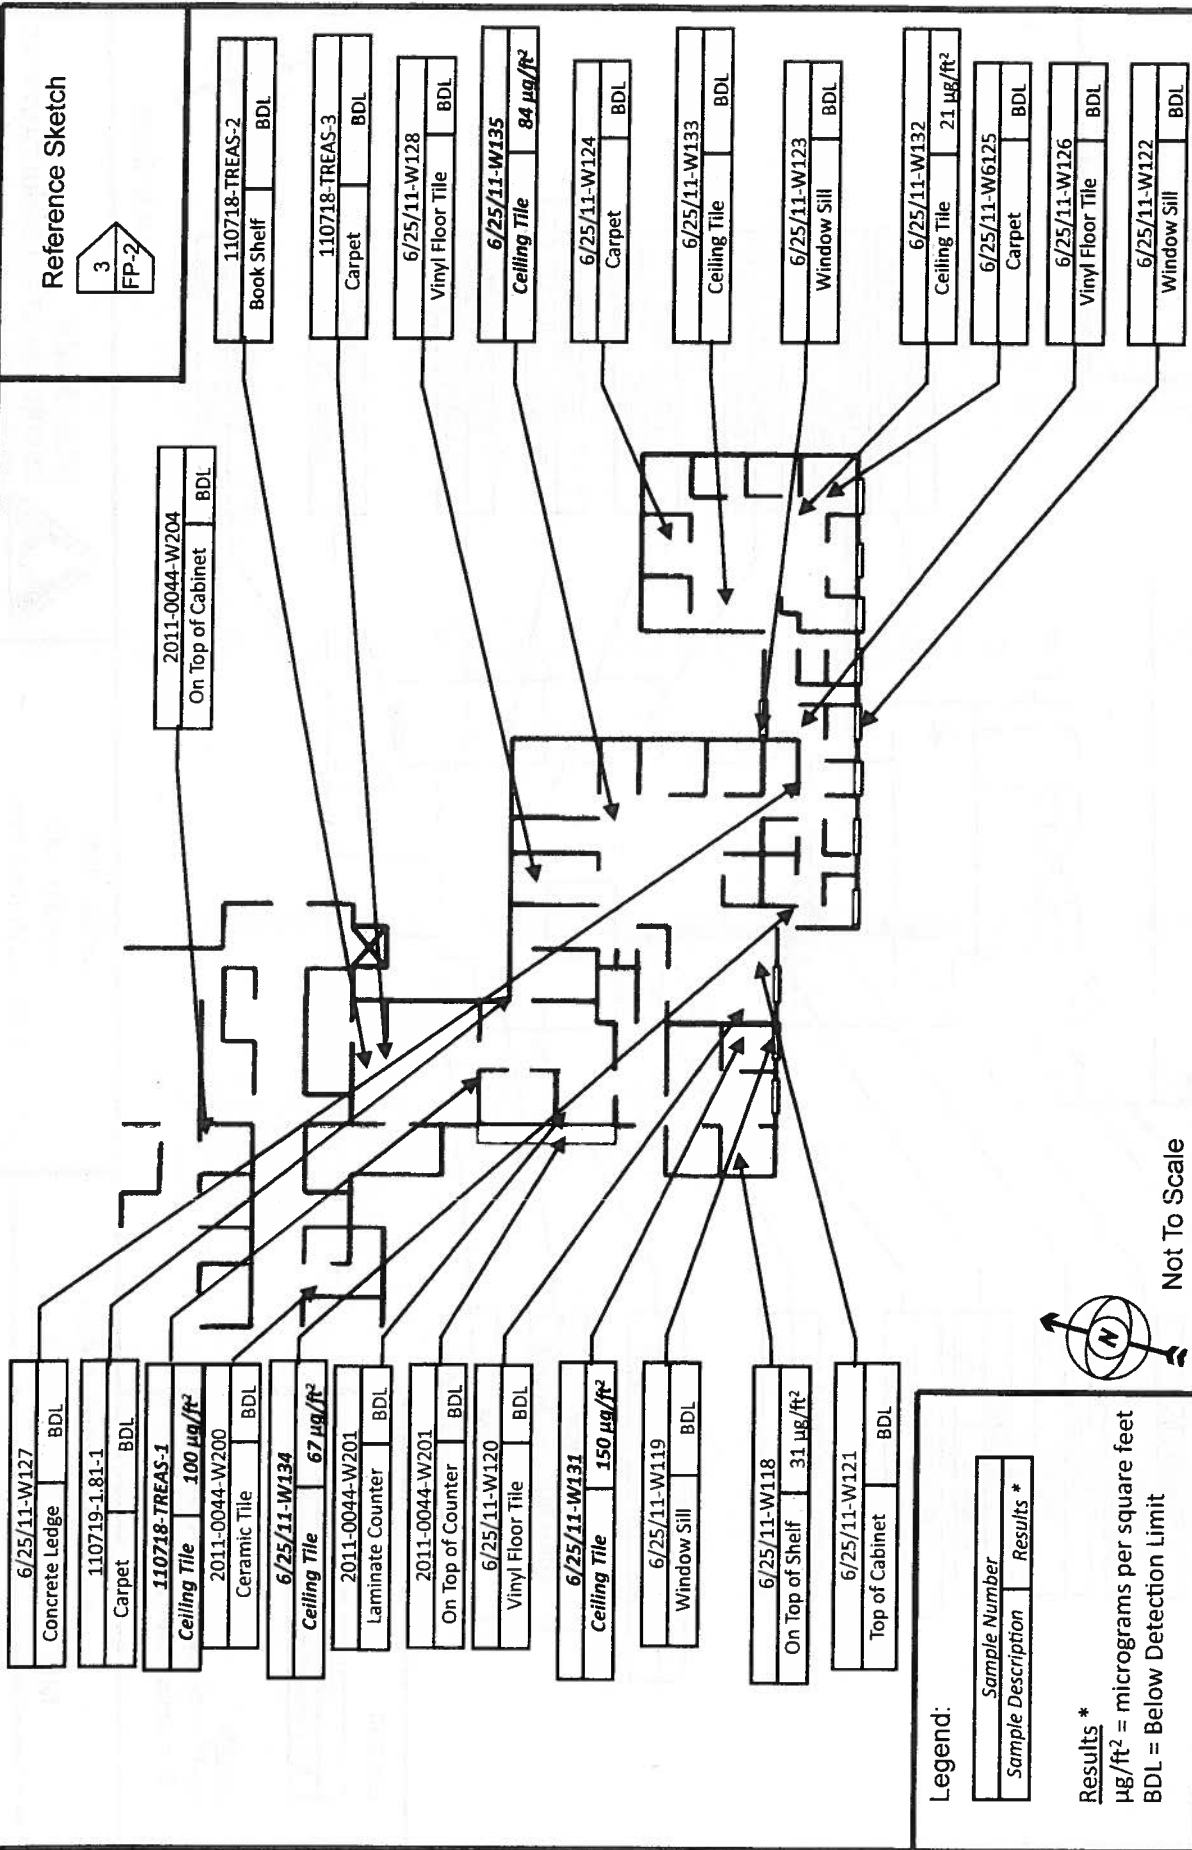 Reference Sketch
3
FP-2
2011-0044-W204
On Top of Cabinet BDL
110718-TREAS-2
Book Shelf BDL
110718-TREAS-3
Carpet BDL
6/25/11-W128
Vinyl Floor Tile BDL
6/25/11-W135
Ceiling Tile 84 µg/ft²
6/25/11-W124
Carpet BDL
6/25/11-W133
Ceiling Tile BDL
6/25/11-W123
Window Sill BDL
6/25/11-W132
Ceiling Tile 21 µg/ft²
6/25/11-W6125
Carpet BDL
6/25/11-W126
Vinyl Floor Tile BDL
6/25/11-W122
Window Sill BDL
6/25/11-W127
Concrete Ledge BDL
110719-1.81-1
Carpet BDL
110718-TREAS-1
Ceiling Tile 100 µg/ft²
2011-0044-W200
Ceramic Tile BDL
6/25/11-W134
Ceiling Tile 67 µg/ft²
2011-0044-W201
Laminate Counter BDL
2011-0044-W201
On Top of Counter BDL
6/25/11-W120
Vinyl Floor Tile BDL
6/25/11-W131
Ceiling Tile 150 µg/ft²
6/25/11-W119
Window Sill BDL
6/25/11-W118
On Top of Shelf 31 µg/ft²
6/25/11-W121
Top of Cabinet BDL
N
Not To Scale
Legend:
Sample Number
Sample Description Results *
Results *
µg/ft² = micrograms per square feet
BDL = Below Detection Limit